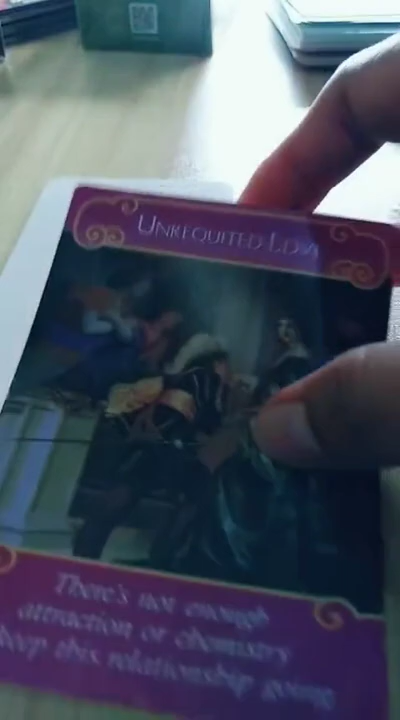 UNREQUITED LOVE
There's not enough
attraction or chemistry
keep this relationship going